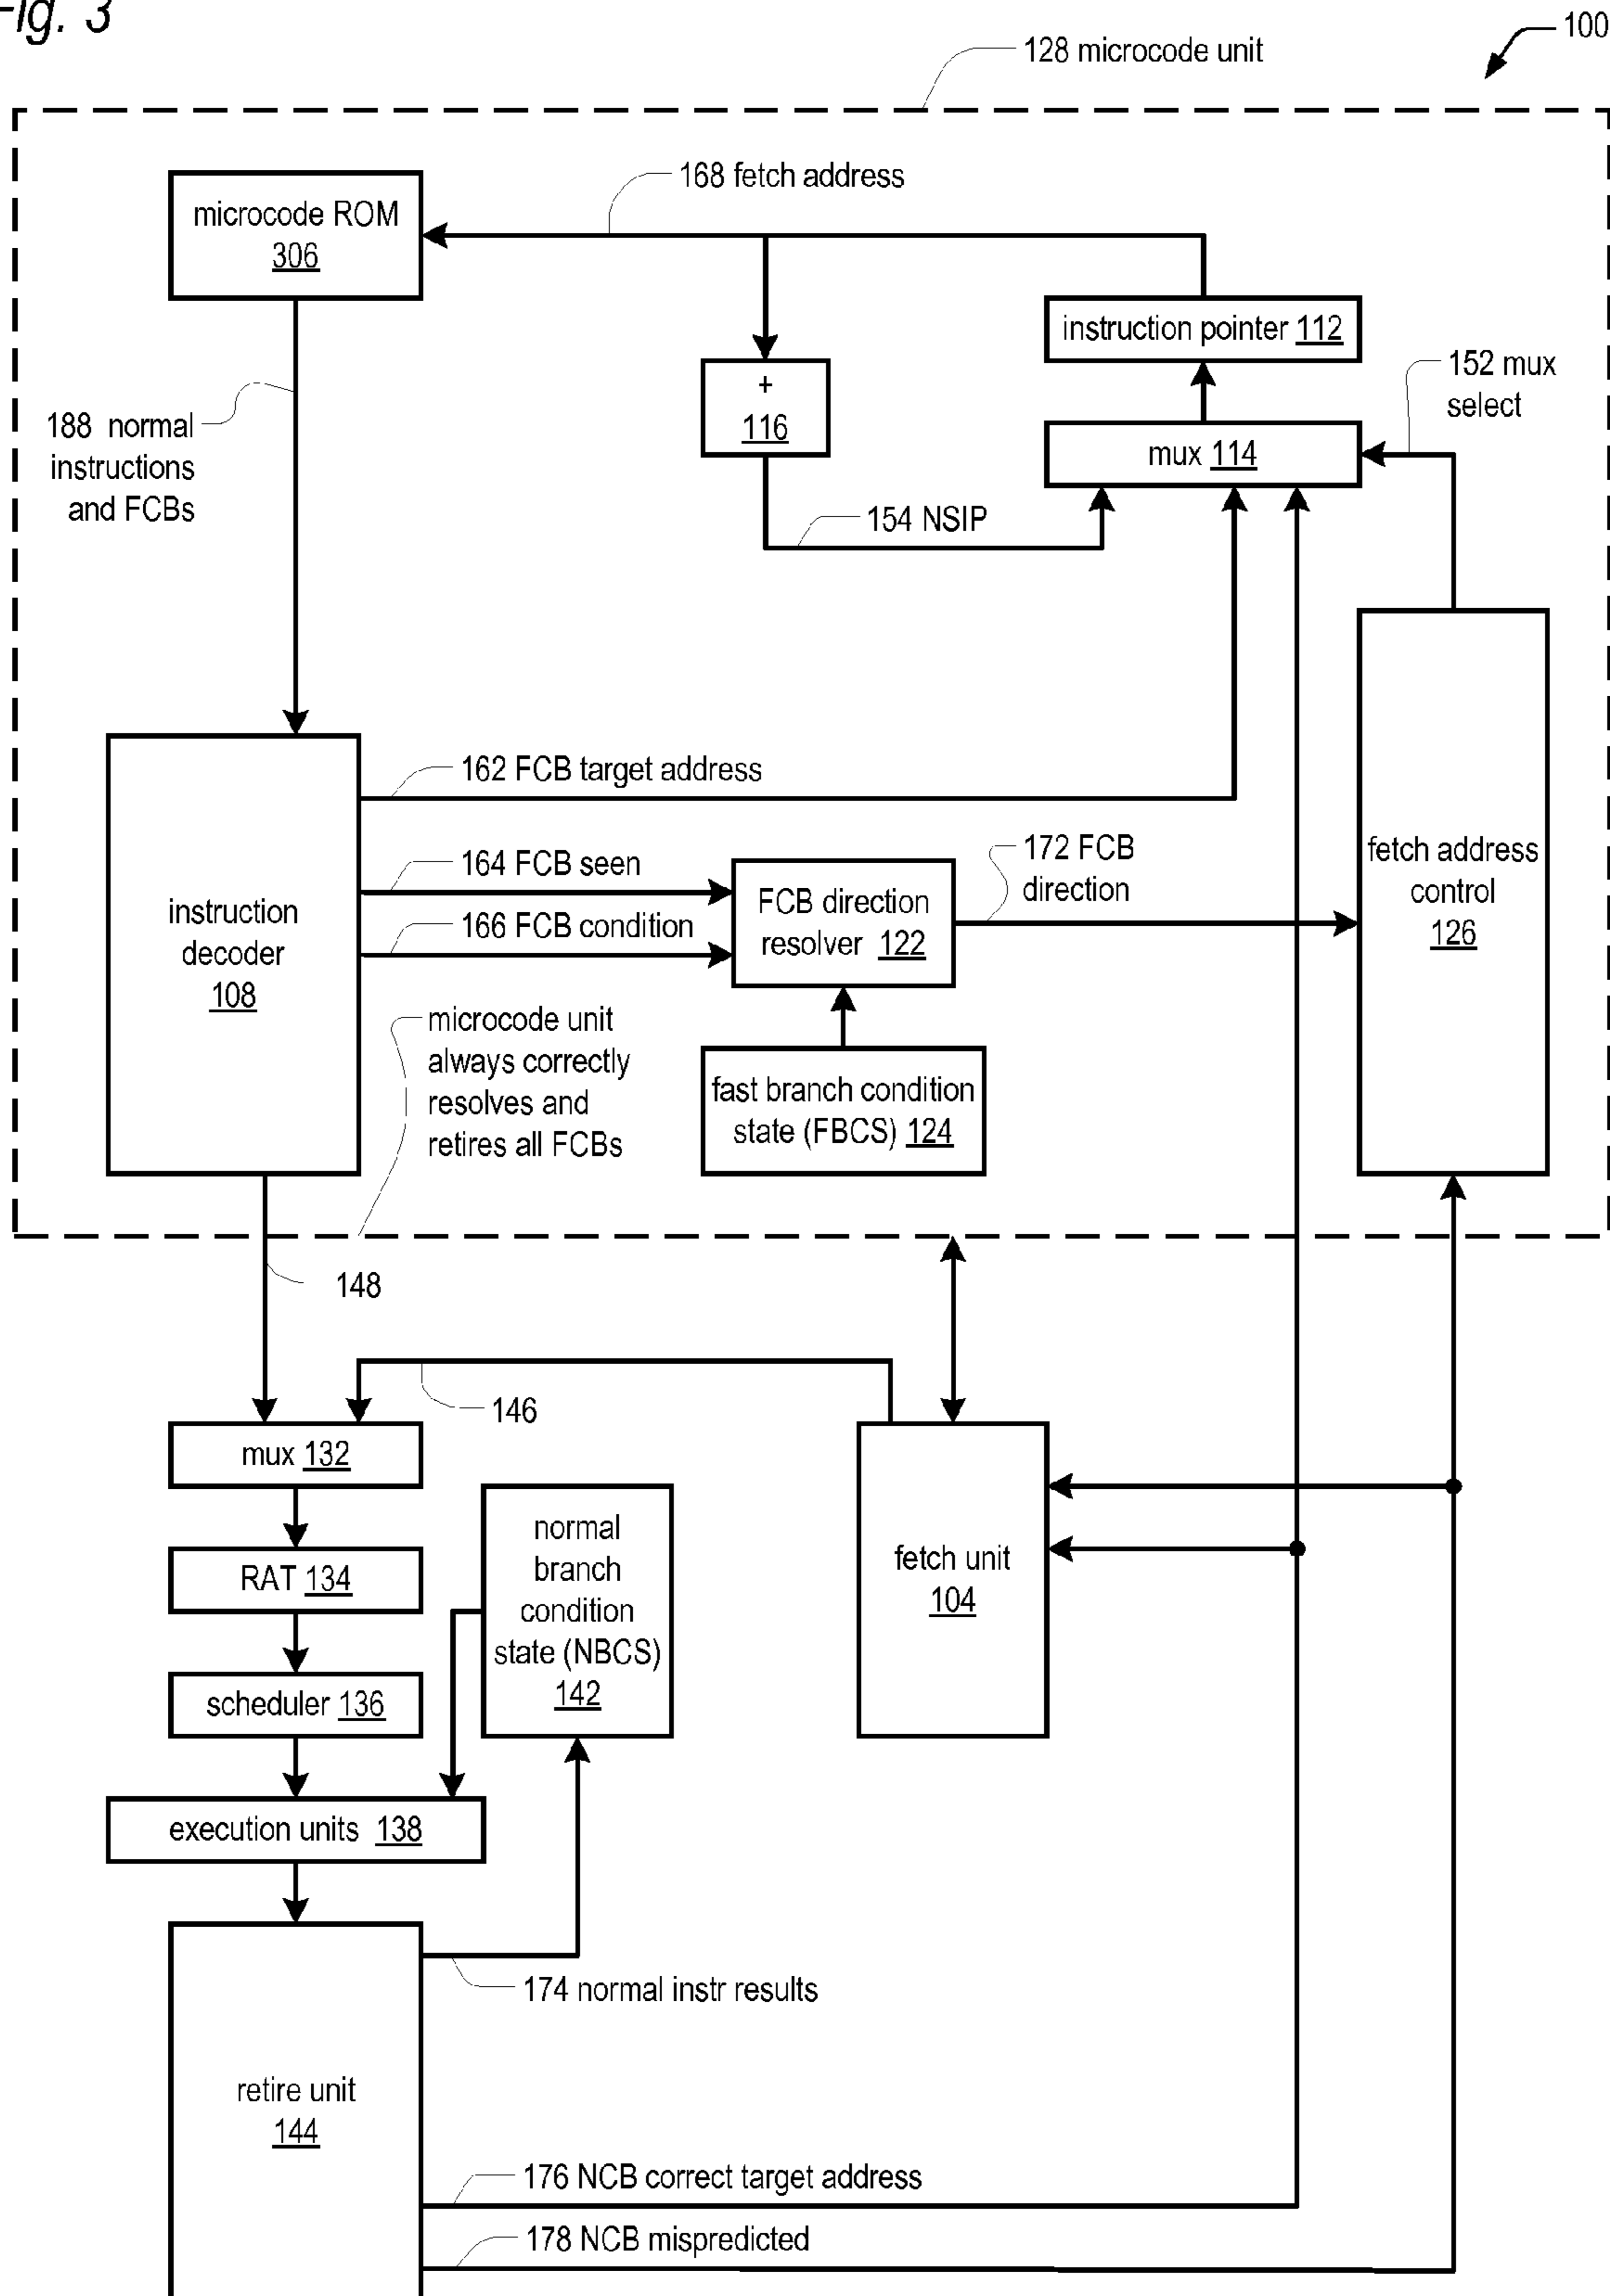 Fig. 3
100
128 microcode unit
168 fetch address
microcode ROM
306
instruction pointer 112
152 mux
select
+
116
188 normal
instructions
and FCBs
mux 114
154 NSIP
162 FCB target address
164 FCB seen
172 FCB
direction
fetch address
control
126
instruction
decoder
108
166 FCB condition
FCB direction
resolver 122
microcode unit
always correctly
resolves and
retires all FCBs
fast branch condition
state (FBCS) 124
148
146
mux 132
normal
branch
condition
state (NBCS)
142
fetch unit
104
RAT 134
scheduler 136
execution units 138
174 normal instr results
retire unit
144
176 NCB correct target address
178 NCB mispredicted